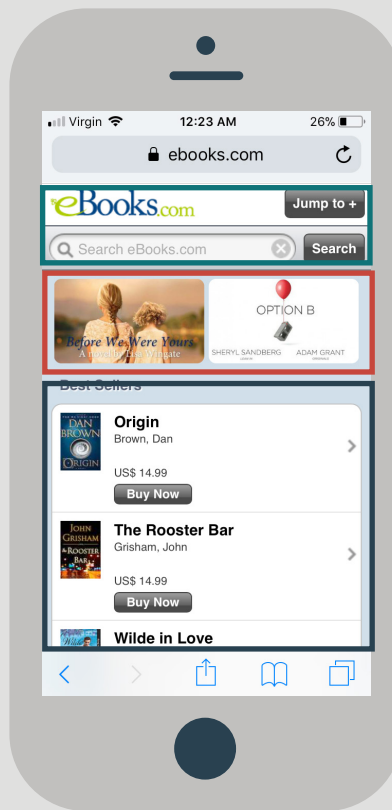 Virgin 12:23 AM 26%
ebooks.com
eBooks.com Jump to +
Search eBooks.com Search
Before We Were Yours
A novel by Lisa Wingate
OPTION B
SHERYL SANDBERG ADAM GRANT
Best Sellers
DAN
BROWN
ORIGIN
Origin
Brown, Dan
US$ 14.99
Buy Now
JOHN
GRISHAM
THE ROOSTER
BAR
The Rooster Bar
Grisham, John
US$ 14.99
Buy Now
Wilde
Wilde in Love